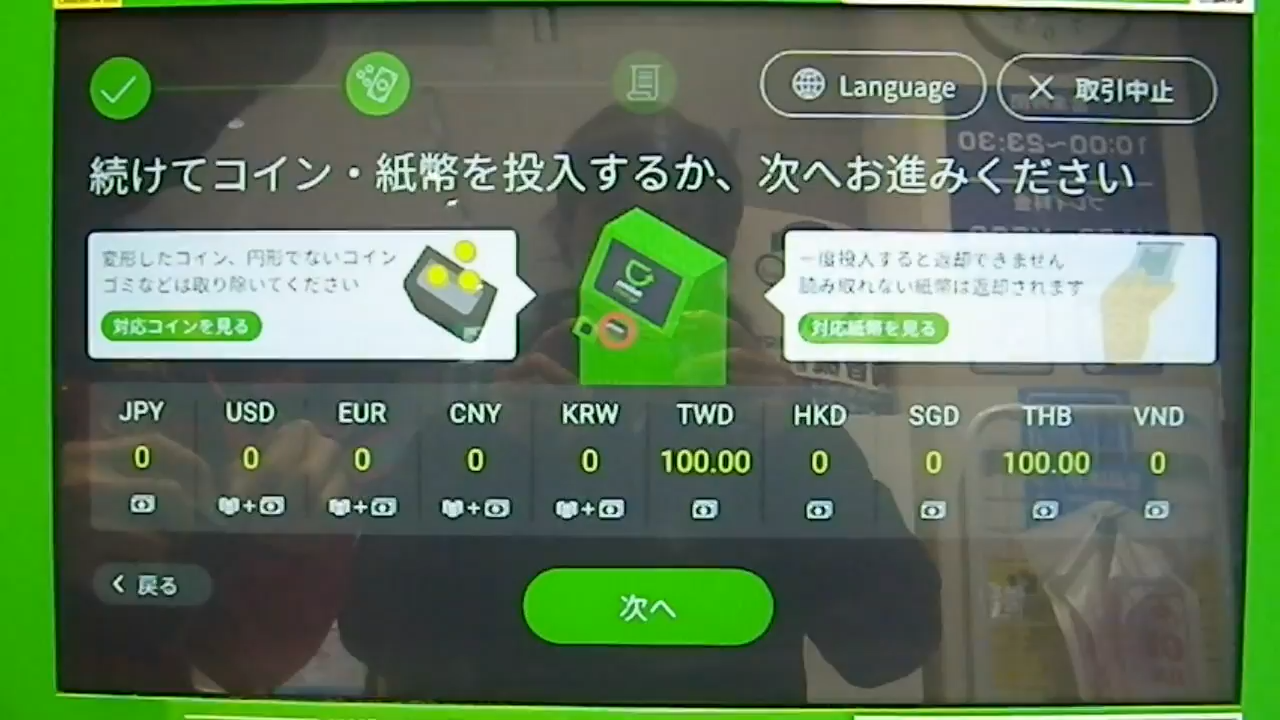 Language
取引中止
続けてコイン・紙幣を投入するか、次へお進みください
変形したコイン、円形でないコイン
ゴミなどは取り除いてください
対応コインを見る
一度投入すると返却できません
読み取れない紙幣は返却されます
対応紙幣を見る
JPY USD EUR CNY KRW TWD HKD SGD THB VND
0 0 0 0 0 100.00 0 0 100.00 0
戻る
次へ
10:00~23:30